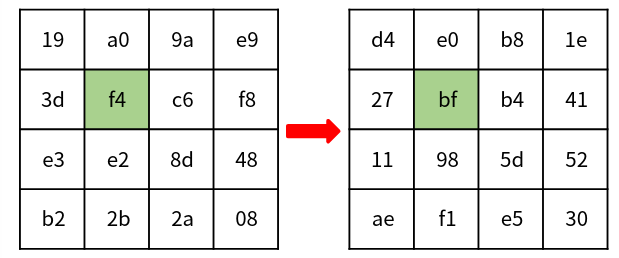 19 a0 9a e9
3d f4 c6 f8
e3 e2 8d 48
b2 2b 2a 08
d4 e0 b8 1e
27 bf b4 41
11 98 5d 52
ae f1 e5 30